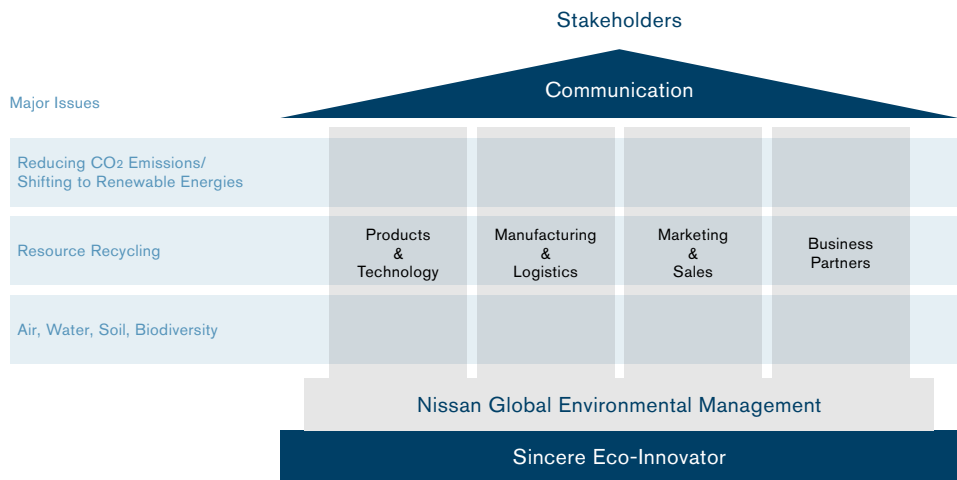 Stakeholders
Communication
Major Issues
Reducing CO2 Emissions/
Shifting to Renewable Energies
Resource Recycling
Products
&
Technology
Manufacturing
&
Logistics
Marketing
&
Sales
Business
Partners
Air, Water, Soil, Biodiversity
Nissan Global Environmental Management
Sincere Eco-Innovator